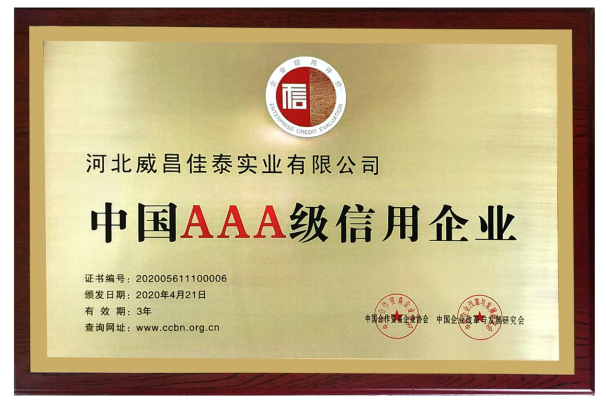 企业信用评价
信
ENTERPRISE CREDIT EVALUATION
河北威昌佳泰实业有限公司
中国AAA级信用企业
证书编号：202005611100006
颁发日期：2020年4月21日
有 效 期：3年
查询网址：www.ccbn.org.cn
中国合作贸易企业协会 中国企业改革与发展研究会